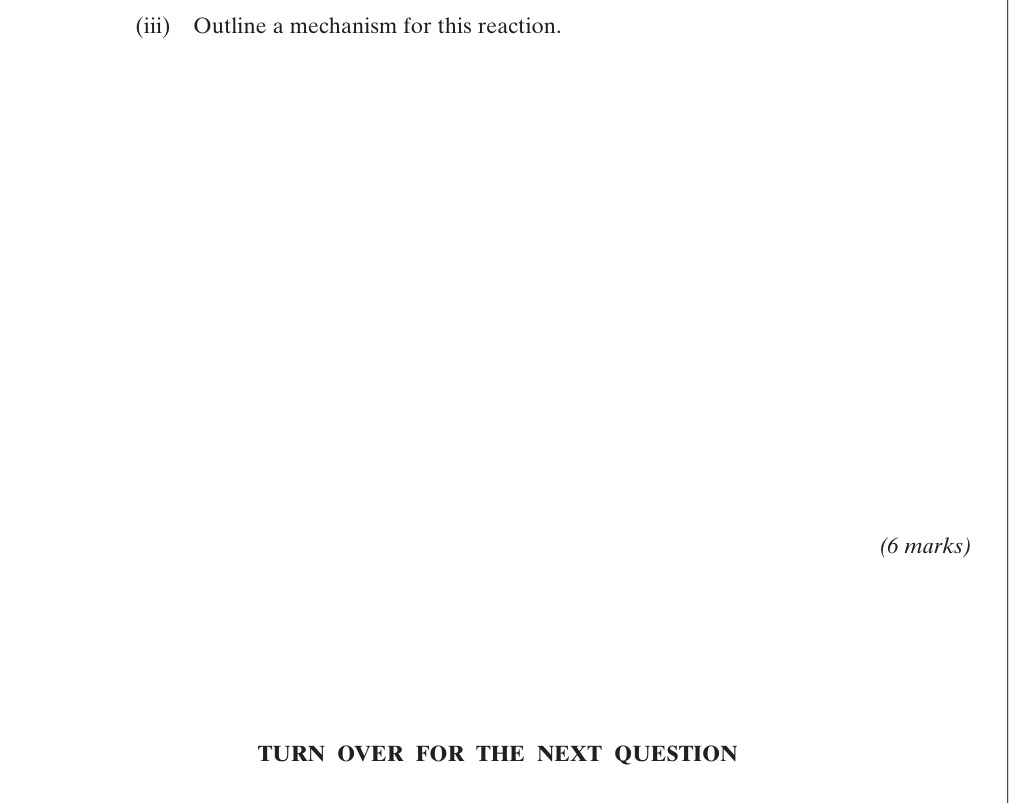 (iii) Outline a mechanism for this reaction.
(6 marks)
TURN OVER FOR THE NEXT QUESTION